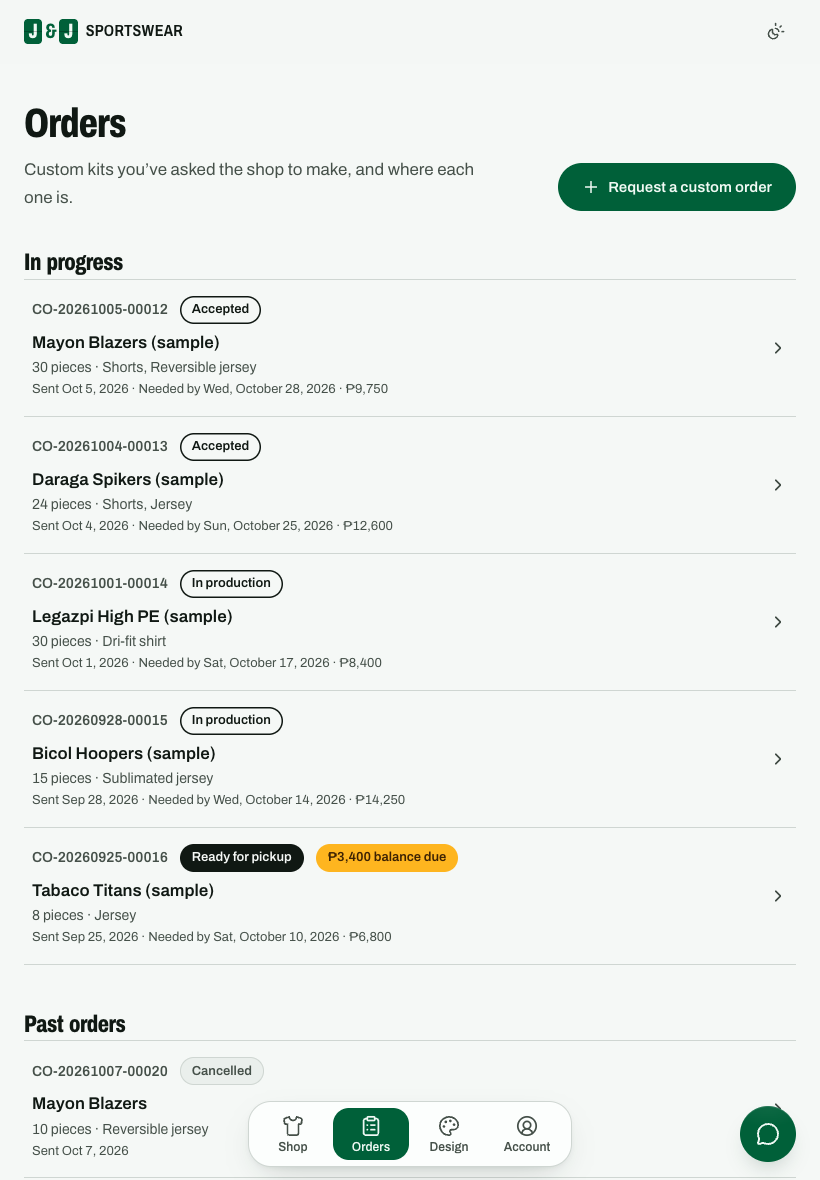 J & J SPORTSWEAR
Orders
Custom kits you’ve asked the shop to make, and where each
one is.
Request a custom order
In progress
CO-20261005-00012 Accepted
Mayon Blazers (sample)
30 pieces · Shorts, Reversible jersey
Sent Oct 5, 2026 · Needed by Wed, October 28, 2026 · ₱9,750
CO-20261004-00013 Accepted
Daraga Spikers (sample)
24 pieces · Shorts, Jersey
Sent Oct 4, 2026 · Needed by Sun, October 25, 2026 · ₱12,600
CO-20261001-00014 In production
Legazpi High PE (sample)
30 pieces · Dri-fit shirt
Sent Oct 1, 2026 · Needed by Sat, October 17, 2026 · ₱8,400
CO-20260928-00015 In production
Bicol Hoopers (sample)
15 pieces · Sublimated jersey
Sent Sep 28, 2026 · Needed by Wed, October 14, 2026 · ₱14,250
CO-20260925-00016 Ready for pickup ₱3,400 balance due
Tabaco Titans (sample)
8 pieces · Jersey
Sent Sep 25, 2026 · Needed by Sat, October 10, 2026 · ₱6,800
Past orders
CO-20261007-00020 Cancelled
Mayon Blazers
10 pieces · Reversible jersey
Sent Oct 7, 2026
Shop Orders Design Account